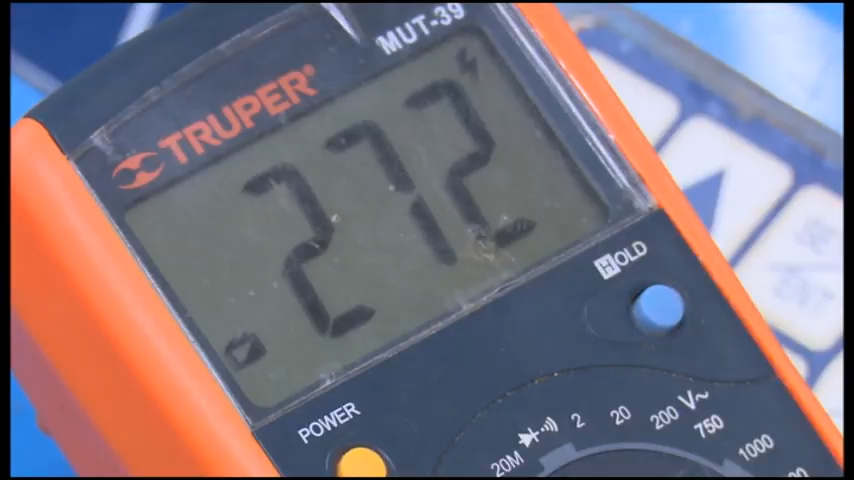 MUT-39
TRUPER®
272
HOLD
POWER
20M 2 20 200 V~ 750 1000